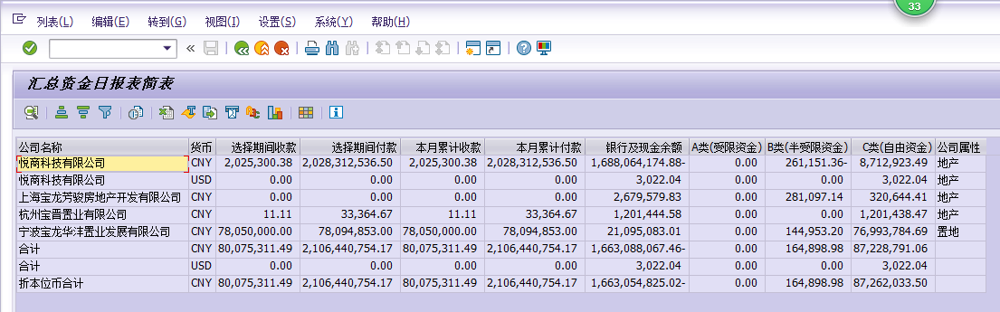 33
列表(L) 编辑(E) 转到(G) 视图(I) 设置(S) 系统(Y) 帮助(H)
汇总资金日报表简表
公司名称 货币 选择期间收款 选择期间付款 本月累计收款 本月累计付款 银行及现金余额 A类(受限资金) B类(半受限资金) C类(自由资金) 公司属性
悦商科技有限公司 CNY 2,025,300.38 2,028,312,536.50 2,025,300.38 2,028,312,536.50 1,688,064,174.88- 0.00 261,151.36- 8,712,923.49 地产
悦商科技有限公司 USD 0.00 0.00 0.00 0.00 3,022.04 0.00 0.00 3,022.04 地产
上海宝龙芳骏房地产开发有限公司 CNY 0.00 0.00 0.00 0.00 2,679,579.83 0.00 281,097.14 320,644.41 地产
杭州宝晋置业有限公司 CNY 11.11 33,364.67 11.11 33,364.67 1,201,444.58 0.00 0.00 1,201,438.47 地产
宁波宝龙华沣置业发展有限公司 CNY 78,050,000.00 78,094,853.00 78,050,000.00 78,094,853.00 21,095,083.01 0.00 144,953.20 76,993,784.69 置地
合计 CNY 80,075,311.49 2,106,440,754.17 80,075,311.49 2,106,440,754.17 1,663,088,067.46- 0.00 164,898.98 87,228,791.06
合计 USD 0.00 0.00 0.00 0.00 3,022.04 0.00 0.00 3,022.04
折本位币合计 CNY 80,075,311.49 2,106,440,754.17 80,075,311.49 2,106,440,754.17 1,663,054,825.02- 0.00 164,898.98 87,262,033.50